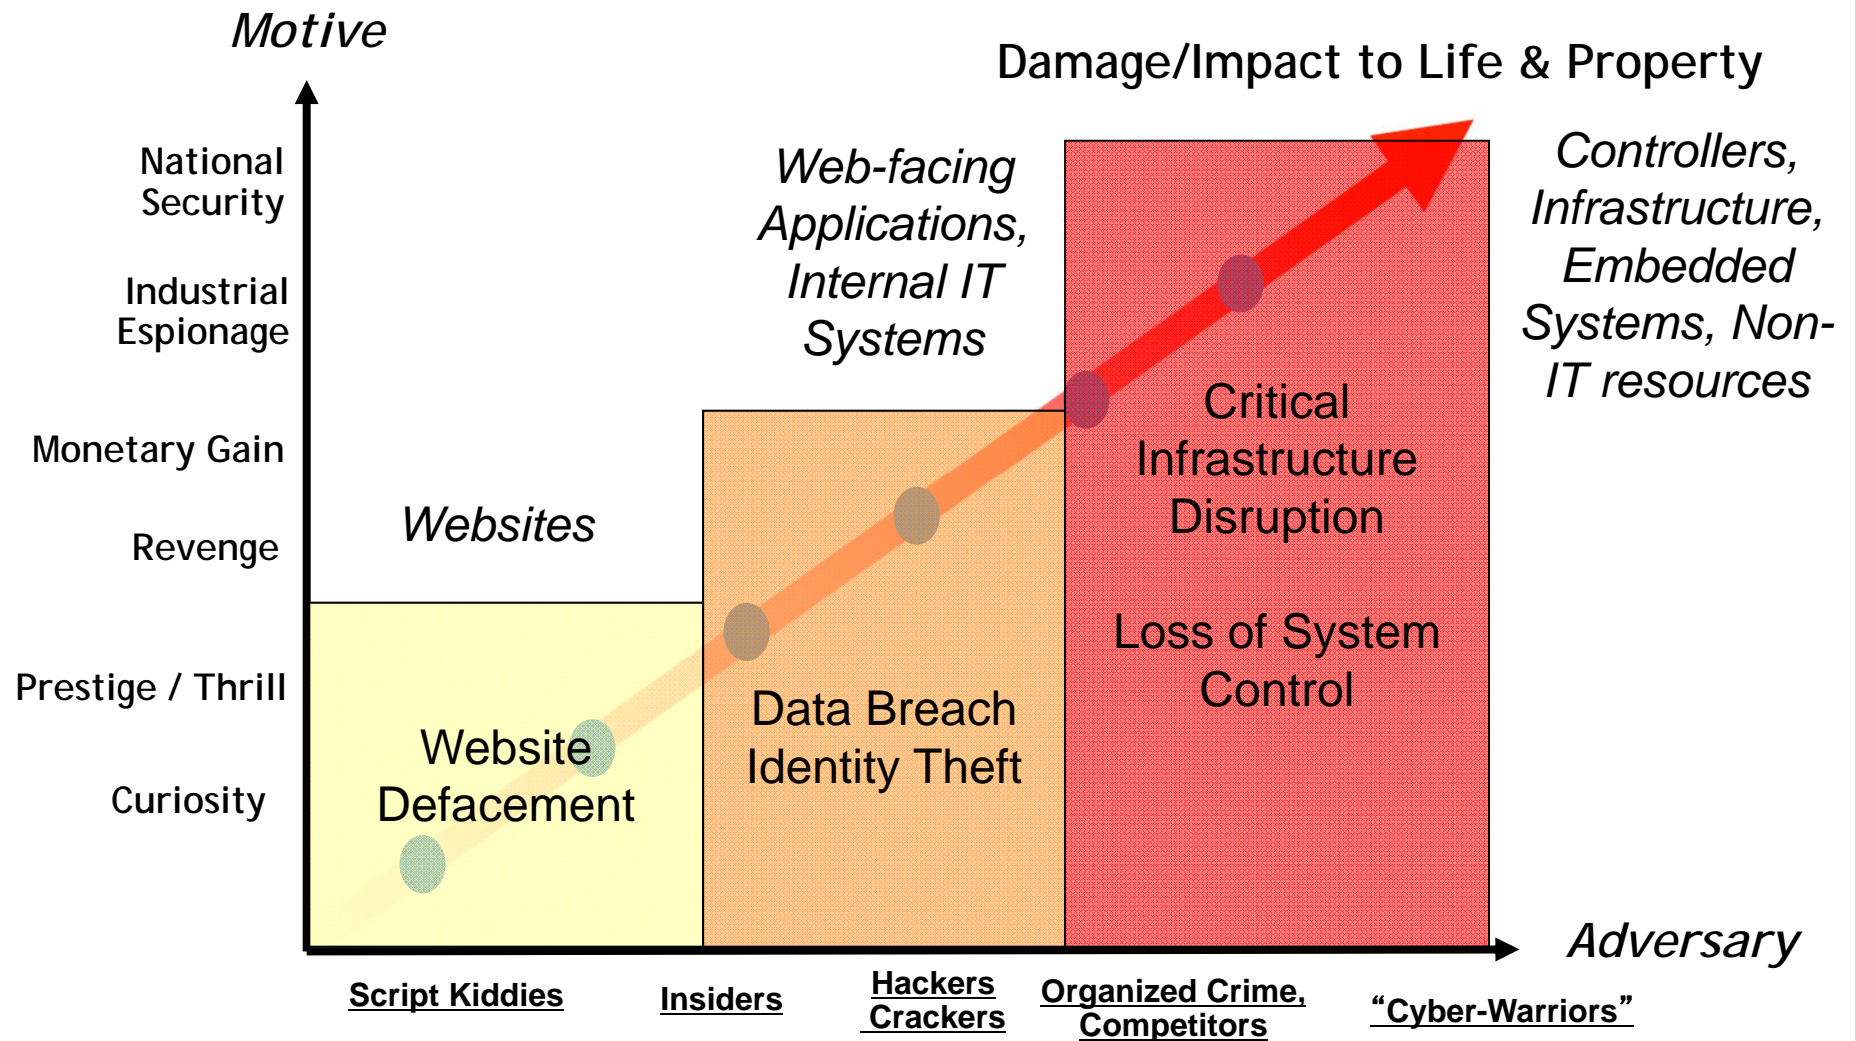 Motive
Damage/Impact to Life & Property
National
Security
Industrial
Espionage
Monetary Gain
Revenge
Prestige / Thrill
Curiosity
Websites
Web-facing
Applications,
Internal IT
Systems
Controllers,
Infrastructure,
Embedded
Systems, Non-
IT resources
Website
Defacement
Data Breach
Identity Theft
Critical
Infrastructure
Disruption
Loss of System
Control
Adversary
Script Kiddies
Insiders
Hackers
Crackers
Organized Crime,
Competitors
“Cyber-Warriors”